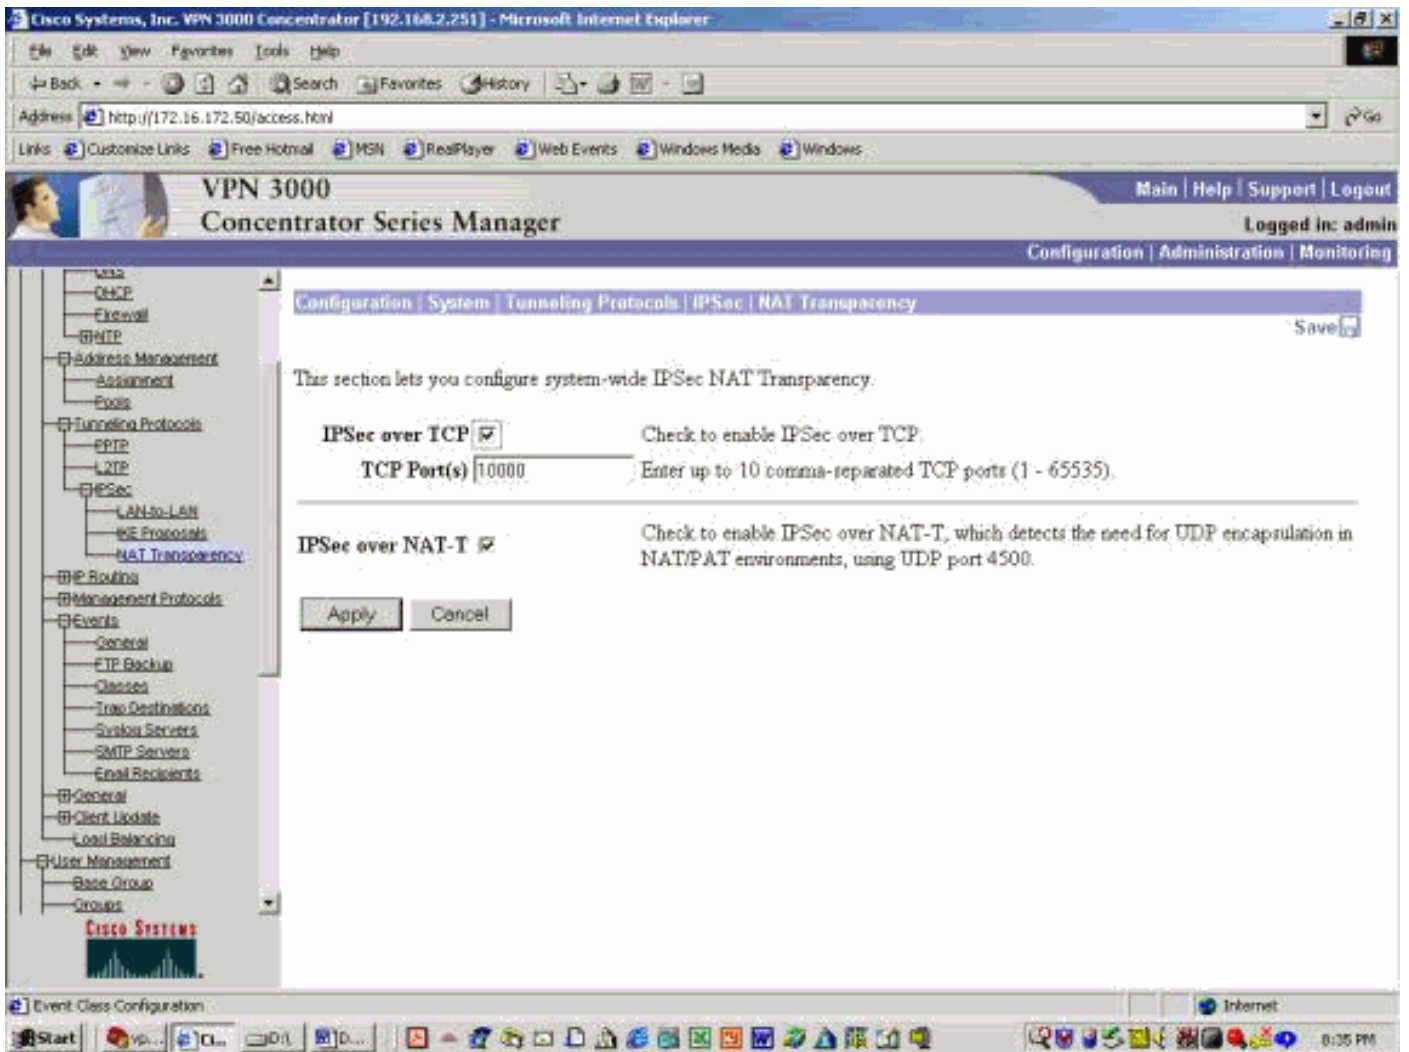 Cisco Systems, Inc. VPN 3000 Concentrator [192.168.2.251] - Microsoft Internet Explorer
File Edit View Favorites Tools Help
Back Search Favorites History
Address http://172.16.172.50/access.html Go
Links Customize Links Free Hotmail MSN RealPlayer Web Events Windows Media Windows
VPN 3000
Concentrator Series Manager
Main | Help | Support | Logout
Logged in: admin
Configuration | Administration | Monitoring
DNS
DHCP
Firewall
NTP
Address Management
Assignment
Pools
Tunneling Protocols
PPTP
L2TP
IPSec
LAN-to-LAN
IKE Proposals
NAT Transparency
IP Routing
Management Protocols
Events
General
FTP Backup
Classes
Trap Destinations
Syslog Servers
SMTP Servers
Email Recipients
General
Client Update
Load Balancing
User Management
Base Group
Groups
CISCO SYSTEMS
Configuration | System | Tunneling Protocols | IPSec | NAT Transparency
Save
This section lets you configure system-wide IPSec NAT Transparency.
IPSec over TCP Check to enable IPSec over TCP.
TCP Port(s) 10000 Enter up to 10 comma-separated TCP ports (1 - 65535).
IPSec over NAT-T Check to enable IPSec over NAT-T, which detects the need for UDP encapsulation in
NAT/PAT environments, using UDP port 4500.
Apply Cancel
Event Class Configuration Internet
Start vp... Ci... D:\ D... 8:35 PM